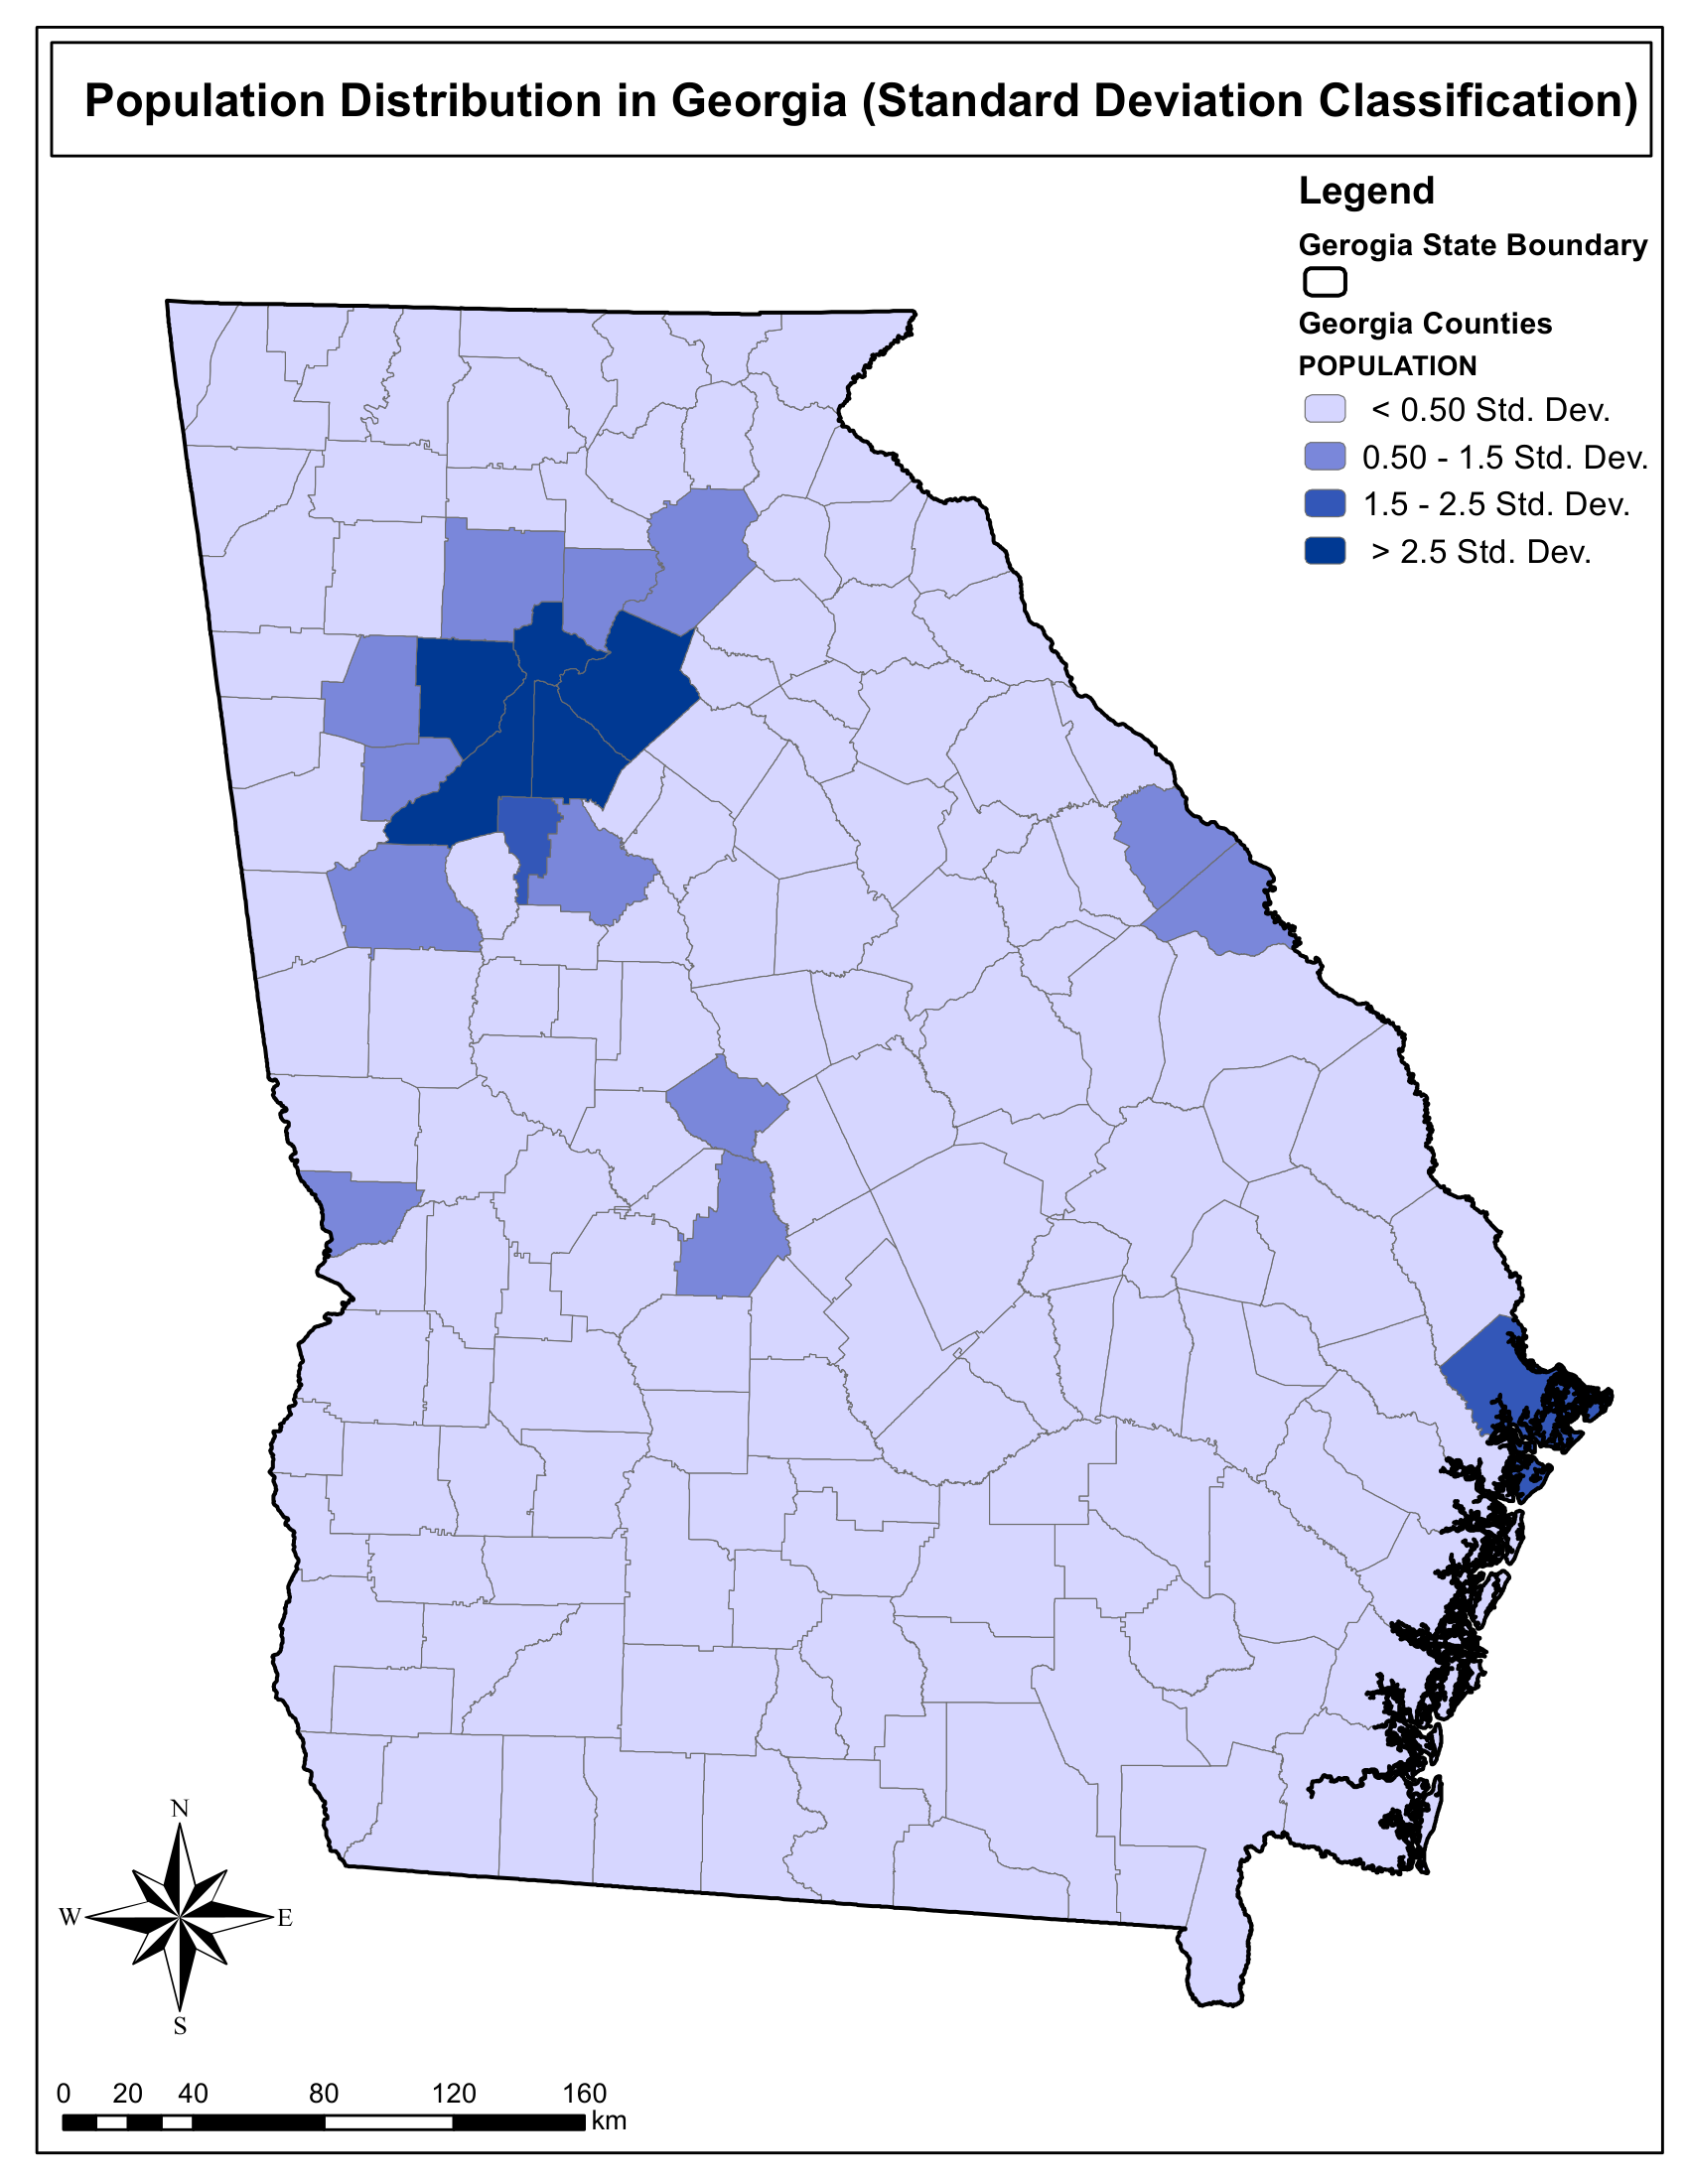 Population Distribution in Georgia (Standard Deviation Classification)
Legend
Gerogia State Boundary
Georgia Counties
POPULATION
< 0.50 Std. Dev.
0.50 - 1.5 Std. Dev.
1.5 - 2.5 Std. Dev.
> 2.5 Std. Dev.
N
W E
S
0 20 40 80 120 160
km